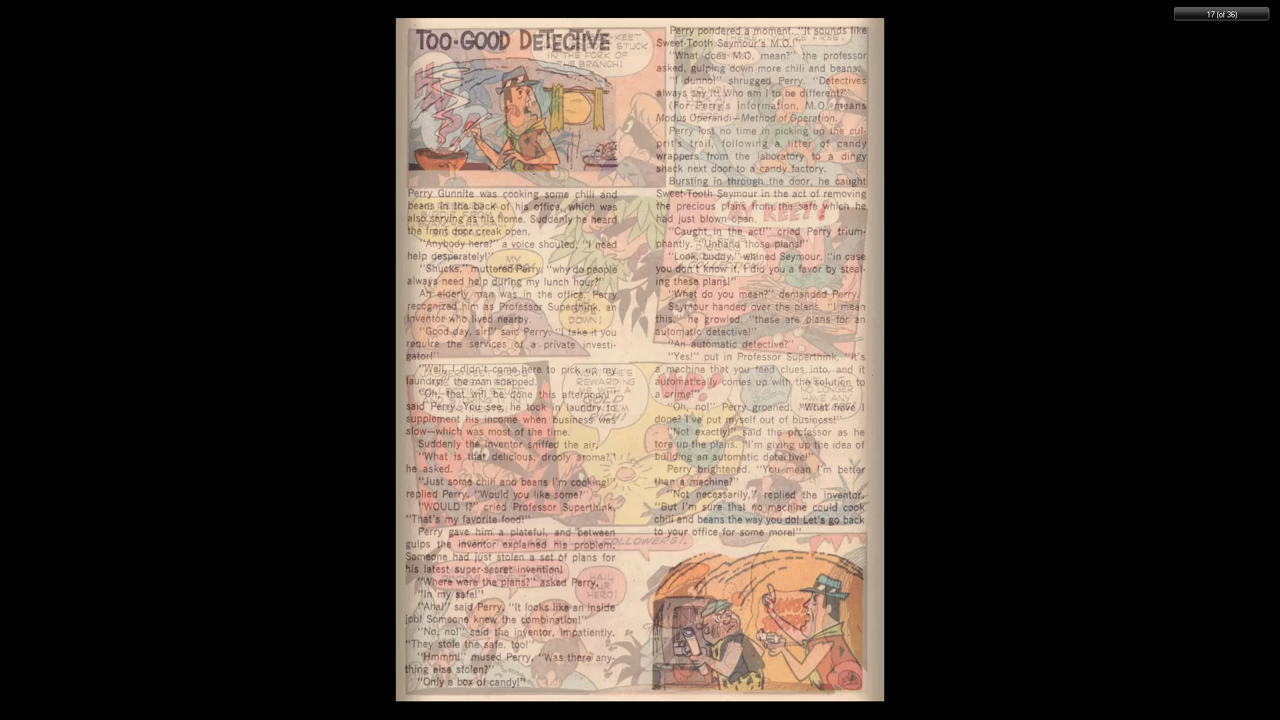 17 (of 36)
TOO-GOOD DETECTIVE
Perry Gunnite was cooking some chili and
beans in the back of his office, which was
also serving as his home. Suddenly he heard
the front door creak open.
"Anybody here?" a voice shouted. "I need
help desperately!"
"Shucks," muttered Perry, "why do people
always need help during my lunch hour?"
An elderly man was in the office. Perry
recognized him as Professor Superthink, an
inventor who lived nearby.
"Good day, sir!" said Perry. "I take it you
require the services of a private investi-
gator!"
"Well, I didn't come here to pick up my
laundry!" the man snapped.
"Oh, that will be done this afternoon!"
said Perry. You see, he took in laundry to
supplement his income when business was
slow—which was most of the time.
Suddenly the inventor sniffed the air.
"What is that delicious, drooly aroma?"
he asked.
"Just some chili and beans I'm cooking!"
replied Perry. "Would you like some?"
"WOULD I?" cried Professor Superthink.
"That's my favorite food!"
Perry gave him a plateful, and between
gulps the inventor explained his problem.
Someone had just stolen a set of plans for
his latest super-secret invention!
"Where were the plans?" asked Perry.
"In my safe!"
"Aha!" said Perry. "It looks like an inside
job! Someone knew the combination!"
"No, no!" said the inventor, impatiently.
"They stole the safe, too!"
"Hmmm!" mused Perry. "Was there any-
thing else stolen?"
"Only a box of candy!"
Perry pondered a moment. "It sounds like
Sweet-Tooth Seymour's M.O.!"
"What does M.O. mean?" the professor
asked, gulping down more chili and beans.
"I dunno!" shrugged Perry. "Detectives
always say it! Who am I to be different?"
(For Perry's information, M.O. means
Modus Operandi—Method of Operation.
Perry lost no time in picking up the cul-
prit's trail, following a litter of candy
wrappers from the laboratory to a dingy
shack next door to a candy factory.
Bursting in through the door, he caught
Sweet-Tooth Seymour in the act of removing
the precious plans from the safe which he
had just blown open.
"Caught in the act!" cried Perry trium-
phantly. "Unhand those plans!"
"Look, buddy," whined Seymour, "in case
you don't know it, I did you a favor by steal-
ing these plans!"
"What do you mean?" demanded Perry.
Seymour handed over the plans. "I mean
this," he growled, "these are plans for an
automatic detective!"
"An automatic detective?"
"Yes!" put in Professor Superthink. "It's
a machine that you feed clues into, and it
automatically comes up with the solution to
a crime!"
"Oh, no!" Perry groaned. "What have I
done? I've put myself out of business!"
"Not exactly!" said the professor as he
tore up the plans. "I'm giving up the idea of
building an automatic detective!"
Perry brightened. "You mean I'm better
than a machine?"
"Not necessarily," replied the inventor.
"But I'm sure that no machine could cook
chili and beans the way you do! Let's go back
to your office for some more!"